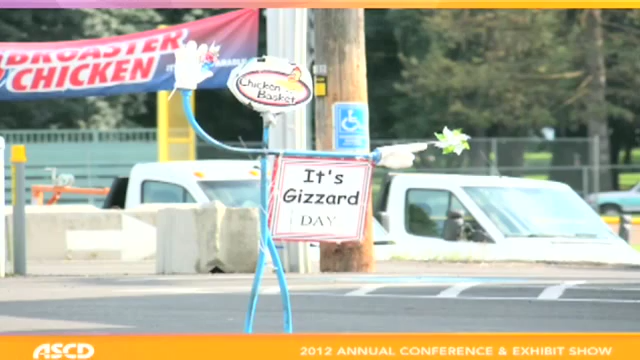 BROASTER
CHICKEN
Chicken
Basket
It's
Gizzard
DAY
ASCD
2012 ANNUAL CONFERENCE & EXHIBIT SHOW